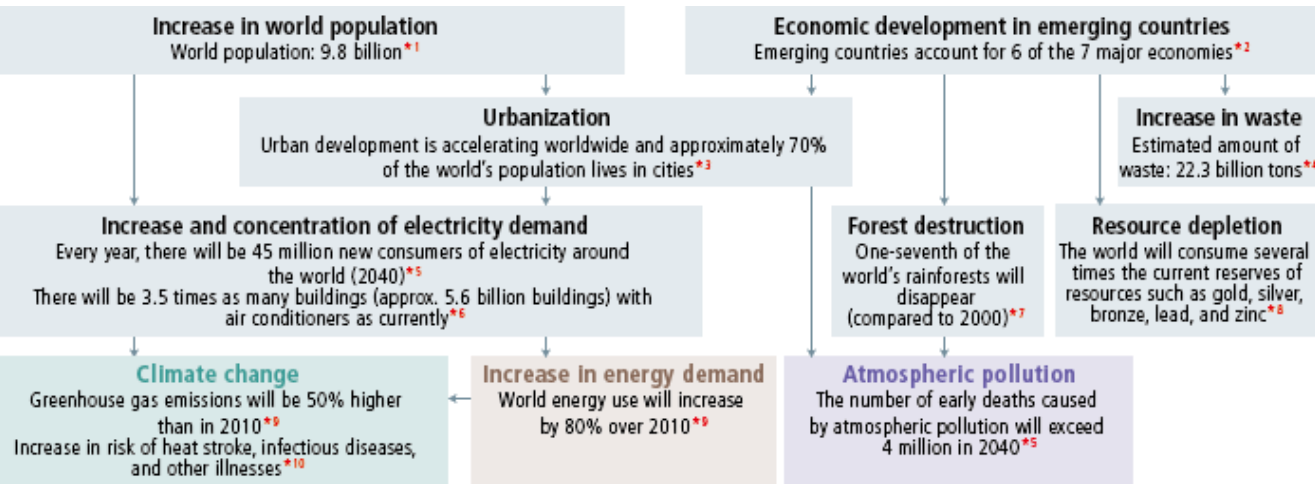 Increase in world population
World population: 9.8 billion*1
Economic development in emerging countries
Emerging countries account for 6 of the 7 major economies*2
Urbanization
Urban development is accelerating worldwide and approximately 70%
of the world's population lives in cities*3
Increase in waste
Estimated amount of
waste: 22.3 billion tons*4
Increase and concentration of electricity demand
Every year, there will be 45 million new consumers of electricity around
the world (2040)*5
There will be 3.5 times as many buildings (approx. 5.6 billion buildings) with
air conditioners as currently*6
Forest destruction
One-seventh of the
world's rainforests will
disappear
(compared to 2000)*7
Resource depletion
The world will consume several
times the current reserves of
resources such as gold, silver,
bronze, lead, and zinc*8
Climate change
Greenhouse gas emissions will be 50% higher
than in 2010*9
Increase in risk of heat stroke, infectious diseases,
and other illnesses*10
Increase in energy demand
World energy use will increase
by 80% over 2010*9
Atmospheric pollution
The number of early deaths caused
by atmospheric pollution will exceed
4 million in 2040*5